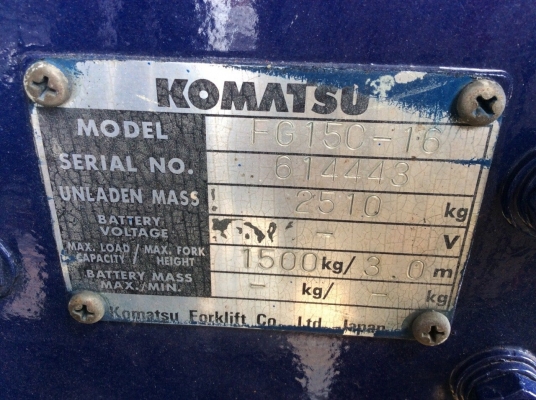 KOMATSU
MODEL FG15C-16
SERIAL NO. 614443
UNLADEN MASS 2510 kg
BATTERY VOLTAGE - V
MAX. LOAD CAPACITY / MAX. FORK HEIGHT 1500kg/3.0m
BATTERY MASS MAX./MIN. - kg/ - kg
Komatsu Forklift Co., Ltd. Japan